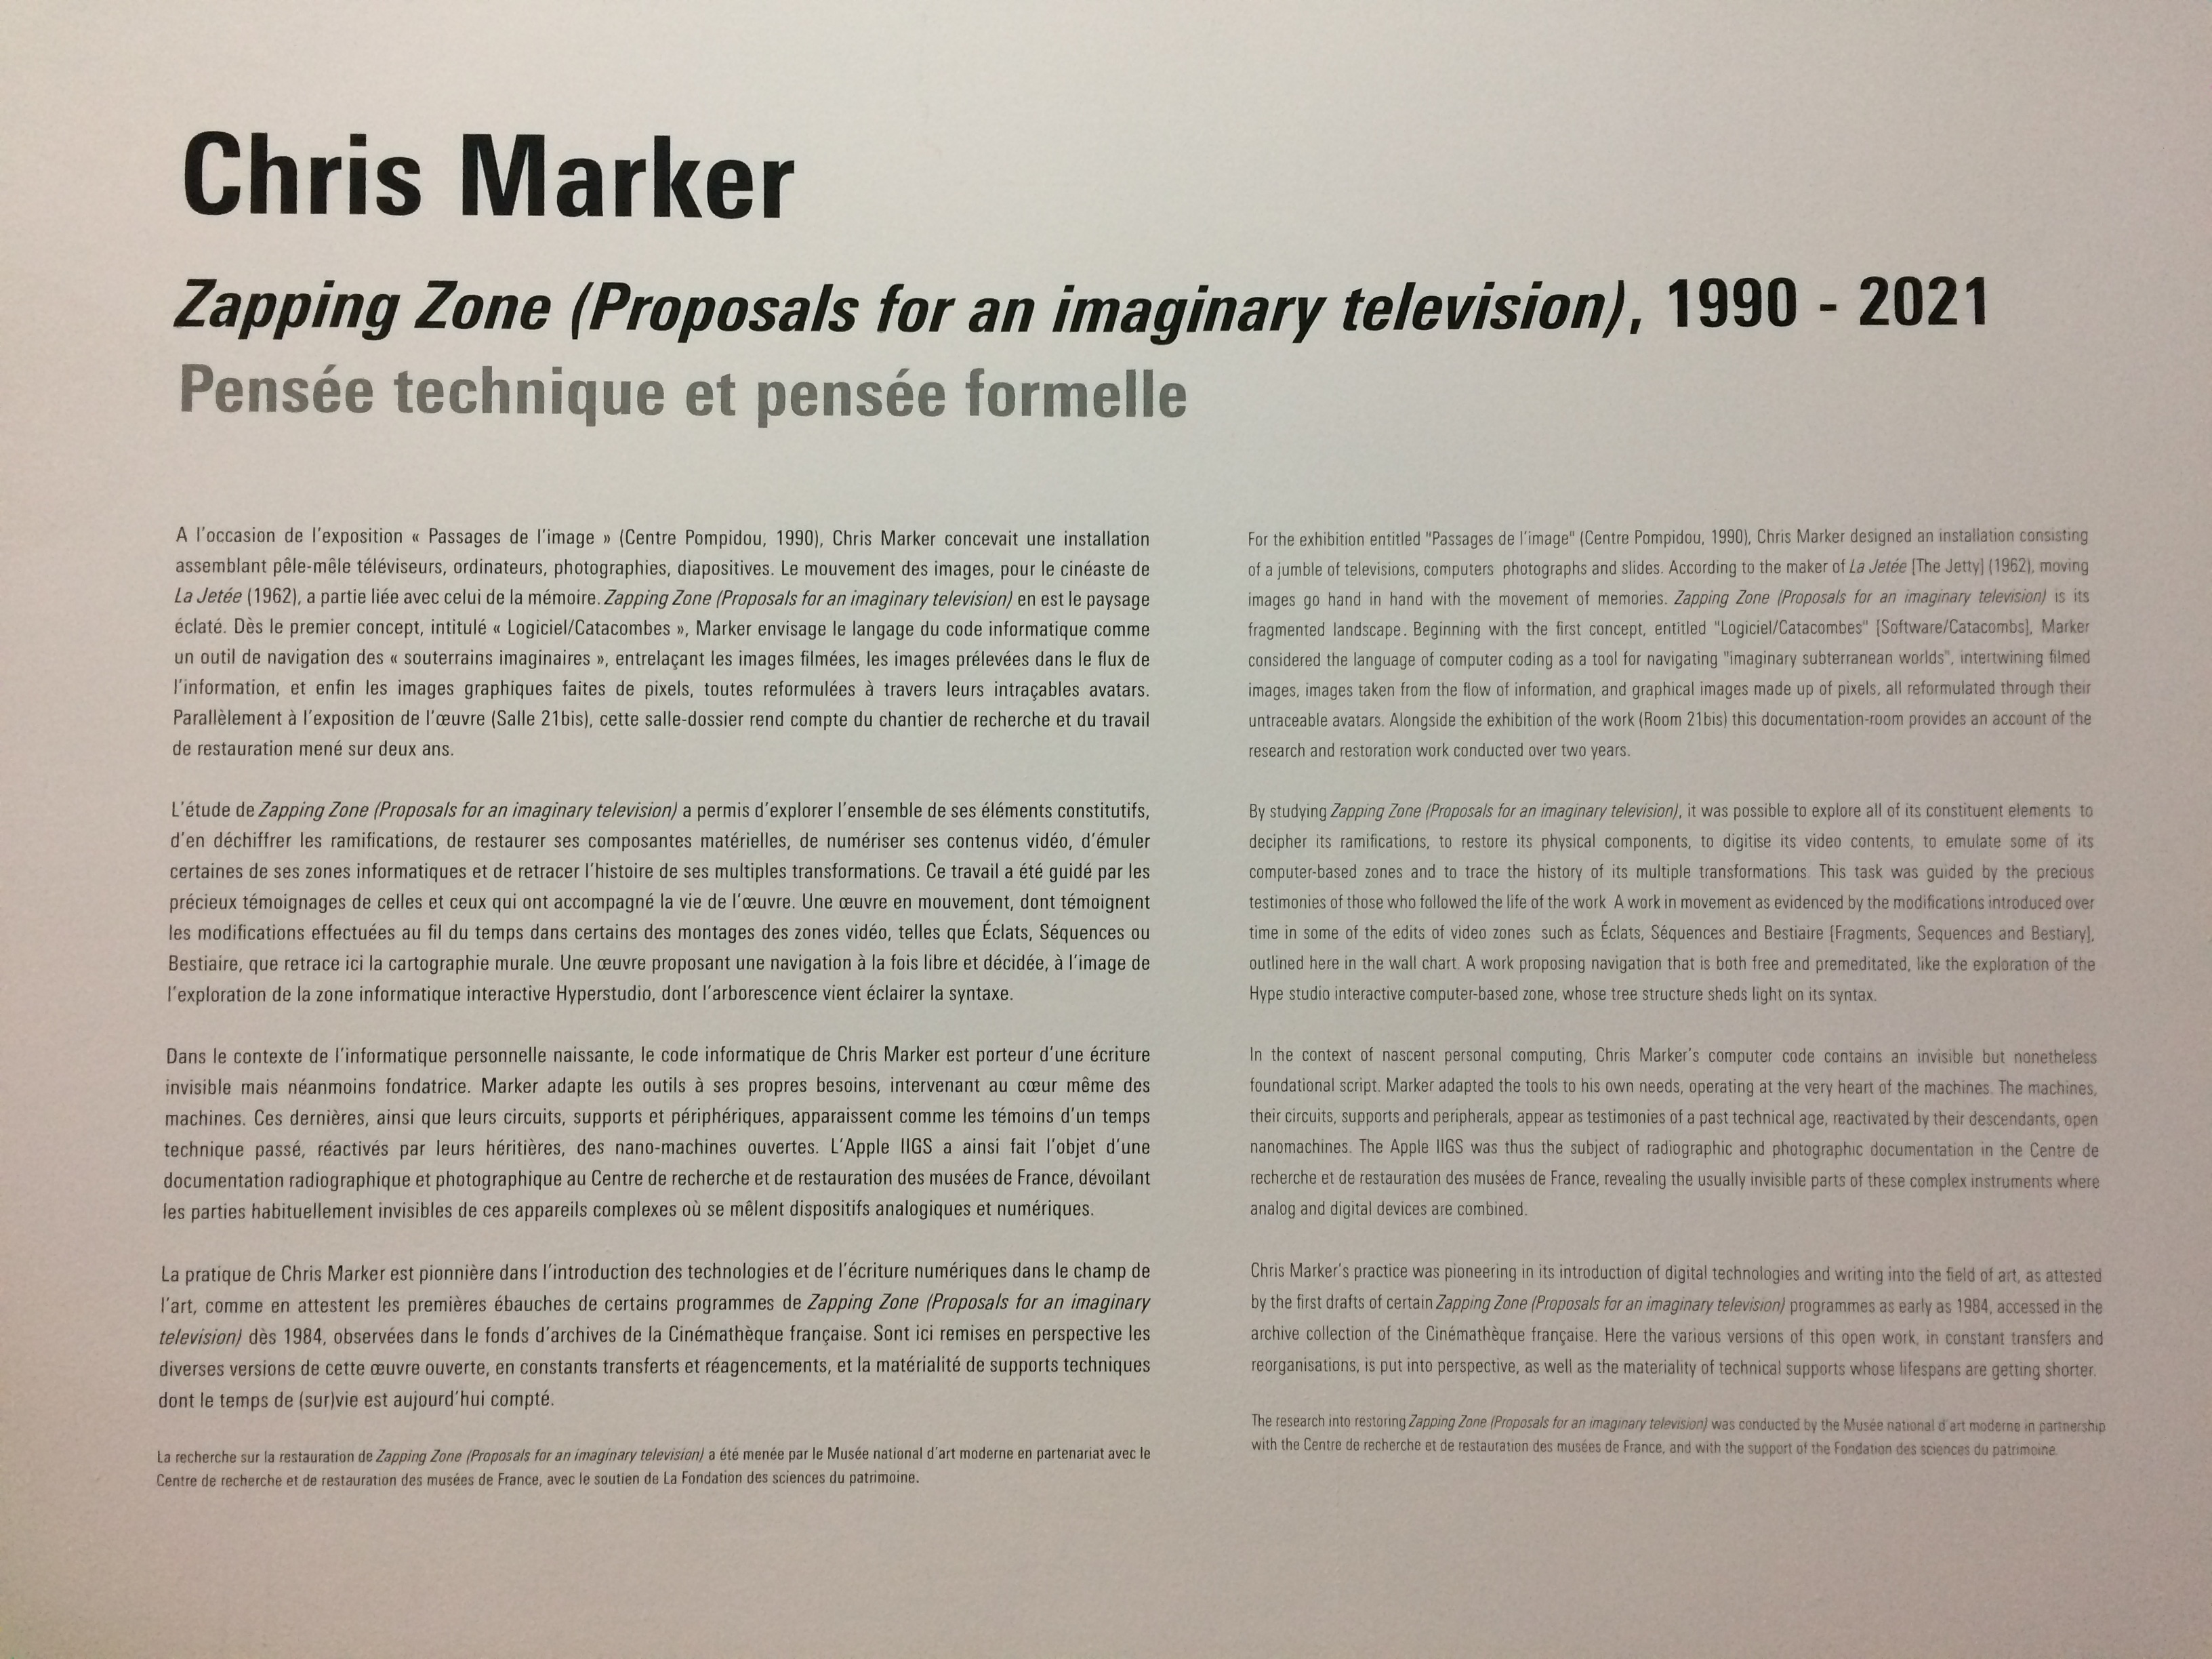 Chris Marker
Zapping Zone (Proposals for an imaginary television), 1990 - 2021
Pensée technique et pensée formelle
A l'occasion de l'exposition « Passages de l'image » (Centre Pompidou, 1990), Chris Marker concevait une installation
assemblant pêle-mêle téléviseurs, ordinateurs, photographies, diapositives. Le mouvement des images, pour le cinéaste de
La Jetée (1962), a partie liée avec celui de la mémoire. Zapping Zone (Proposals for an imaginary television) en est le paysage
éclaté. Dès le premier concept, intitulé « Logiciel/Catacombes », Marker envisage le langage du code informatique comme
un outil de navigation des « souterrains imaginaires », entrelaçant les images filmées, les images prélevées dans le flux de
l'information, et enfin les images graphiques faites de pixels, toutes reformulées à travers leurs intraçables avatars.
Parallèlement à l'exposition de l'œuvre (Salle 21bis), cette salle-dossier rend compte du chantier de recherche et du travail
de restauration mené sur deux ans.
L'étude de Zapping Zone (Proposals for an imaginary television) a permis d'explorer l'ensemble de ses éléments constitutifs,
d'en déchiffrer les ramifications, de restaurer ses composantes matérielles, de numériser ses contenus vidéo, d'émuler
certaines de ses zones informatiques et de retracer l'histoire de ses multiples transformations. Ce travail a été guidé par les
précieux témoignages de celles et ceux qui ont accompagné la vie de l'œuvre. Une œuvre en mouvement, dont témoignent
les modifications effectuées au fil du temps dans certains des montages des zones vidéo, telles que Éclats, Séquences ou
Bestiaire, que retrace ici la cartographie murale. Une œuvre proposant une navigation à la fois libre et décidée, à l'image de
l'exploration de la zone informatique interactive Hyperstudio, dont l'arborescence vient éclairer la syntaxe.
Dans le contexte de l'informatique personnelle naissante, le code informatique de Chris Marker est porteur d'une écriture
invisible mais néanmoins fondatrice. Marker adapte les outils à ses propres besoins, intervenant au cœur même des
machines. Ces dernières, ainsi que leurs circuits, supports et périphériques, apparaissent comme les témoins d'un temps
technique passé, réactivés par leurs héritières, des nano-machines ouvertes. L'Apple IIGS a ainsi fait l'objet d'une
documentation radiographique et photographique au Centre de recherche et de restauration des musées de France, dévoilant
les parties habituellement invisibles de ces appareils complexes où se mêlent dispositifs analogiques et numériques.
La pratique de Chris Marker est pionnière dans l'introduction des technologies et de l'écriture numériques dans le champ de
l'art, comme en attestent les premières ébauches de certains programmes de Zapping Zone (Proposals for an imaginary
television) dès 1984, observées dans le fonds d'archives de la Cinémathèque française. Sont ici remises en perspective les
diverses versions de cette œuvre ouverte, en constants transferts et réagencements, et la matérialité de supports techniques
dont le temps de (sur)vie est aujourd'hui compté.
La recherche sur la restauration de Zapping Zone (Proposals for an imaginary television) a été menée par le Musée national d'art moderne en partenariat avec le
Centre de recherche et de restauration des musées de France, avec le soutien de La Fondation des sciences du patrimoine.
For the exhibition entitled "Passages de l'image" (Centre Pompidou, 1990), Chris Marker designed an installation consisting
of a jumble of televisions, computers photographs and slides. According to the maker of La Jetée [The Jetty] (1962), moving
images go hand in hand with the movement of memories. Zapping Zone (Proposals for an imaginary television) is its
fragmented landscape. Beginning with the first concept, entitled "Logiciel/Catacombes" [Software/Catacombs], Marker
considered the language of computer coding as a tool for navigating "imaginary subterranean worlds", intertwining filmed
images, images taken from the flow of information, and graphical images made up of pixels, all reformulated through their
untraceable avatars. Alongside the exhibition of the work (Room 21bis) this documentation-room provides an account of the
research and restoration work conducted over two years.
By studying Zapping Zone (Proposals for an imaginary television), it was possible to explore all of its constituent elements to
decipher its ramifications, to restore its physical components, to digitise its video contents, to emulate some of its
computer-based zones and to trace the history of its multiple transformations. This task was guided by the precious
testimonies of those who followed the life of the work A work in movement as evidenced by the modifications introduced over
time in some of the edits of video zones such as Éclats, Séquences and Bestiaire [Fragments, Sequences and Bestiary],
outlined here in the wall chart. A work proposing navigation that is both free and premeditated, like the exploration of the
Hype studio interactive computer-based zone, whose tree structure sheds light on its syntax.
In the context of nascent personal computing, Chris Marker's computer code contains an invisible but nonetheless
foundational script. Marker adapted the tools to his own needs, operating at the very heart of the machines. The machines,
their circuits, supports and peripherals, appear as testimonies of a past technical age, reactivated by their descendants, open
nanomachines. The Apple IIGS was thus the subject of radiographic and photographic documentation in the Centre de
recherche et de restauration des musées de France, revealing the usually invisible parts of these complex instruments where
analog and digital devices are combined.
Chris Marker's practice was pioneering in its introduction of digital technologies and writing into the field of art, as attested
by the first drafts of certain Zapping Zone (Proposals for an imaginary television) programmes as early as 1984, accessed in the
archive collection of the Cinémathèque française. Here the various versions of this open work, in constant transfers and
reorganisations, is put into perspective, as well as the materiality of technical supports whose lifespans are getting shorter.
The research into restoring Zapping Zone (Proposals for an imaginary television) was conducted by the Musée national d art moderne in partnership
with the Centre de recherche et de restauration des musées de France, and with the support of the Fondation des sciences du patrimoine.